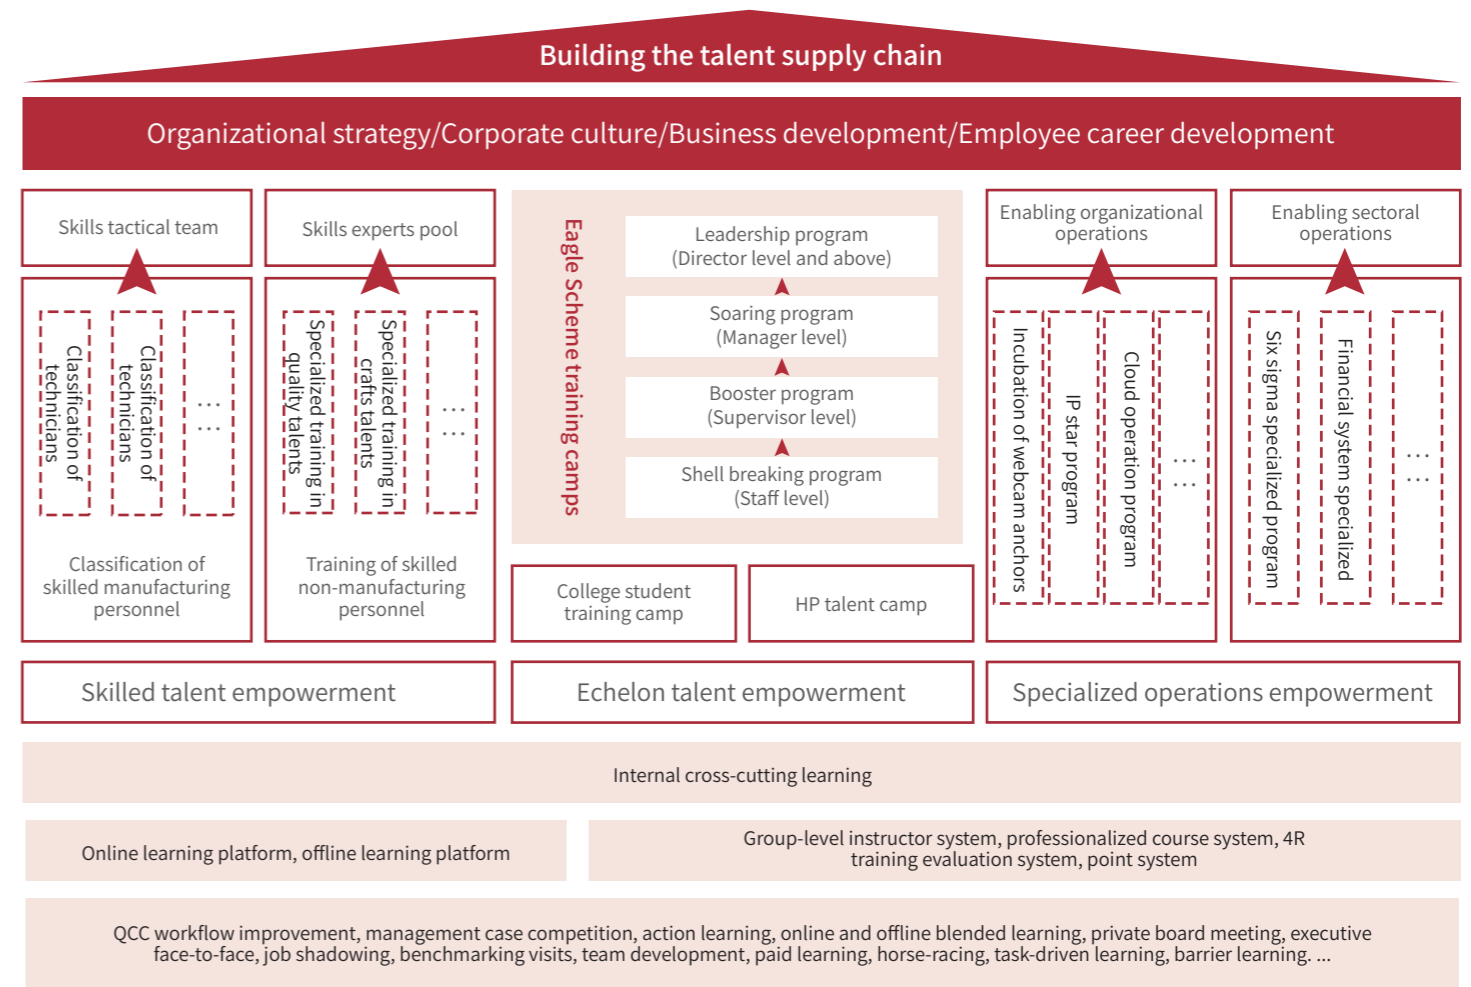 Building the talent supply chain
Organizational strategy/Corporate culture/Business development/Employee career development
Skills tactical team
Classification of
technicians
Classification of
technicians
... ...
Classification of
skilled manufacturing
personnel
Skills experts pool
Specialized training in
quality talents
Specialized training in
crafts talents
... ...
Training of skilled
non-manufacturing
personnel
Skilled talent empowerment
Eagle Scheme training camps
Leadership program
(Director level and above)
Soaring program
(Manager level)
Booster program
(Supervisor level)
Shell breaking program
(Staff level)
College student
training camp
HP talent camp
Echelon talent empowerment
Enabling organizational
operations
Incubation of webcam anchors
IP star program
Cloud operation program
... ...
Enabling sectoral
operations
Six sigma specialized program
Financial system specialized
... ...
Specialized operations empowerment
Internal cross-cutting learning
Online learning platform, offline learning platform
Group-level instructor system, professionalized course system, 4R
training evaluation system, point system
QCC workflow improvement, management case competition, action learning, online and offline blended learning, private board meeting, executive
face-to-face, job shadowing, benchmarking visits, team development, paid learning, horse-racing, task-driven learning, barrier learning. ...